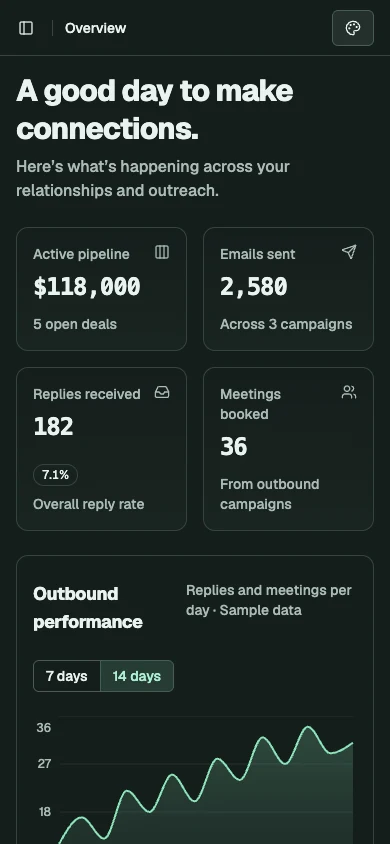 Overview
A good day to make
connections.
Here's what's happening across your
relationships and outreach.
Active pipeline
$118,000
5 open deals
Emails sent
2,580
Across 3 campaigns
Replies received
182
7.1%
Overall reply rate
Meetings
booked
36
From outbound
campaigns
Outbound
performance
Replies and meetings per
day · Sample data
7 days
14 days
36
27
18